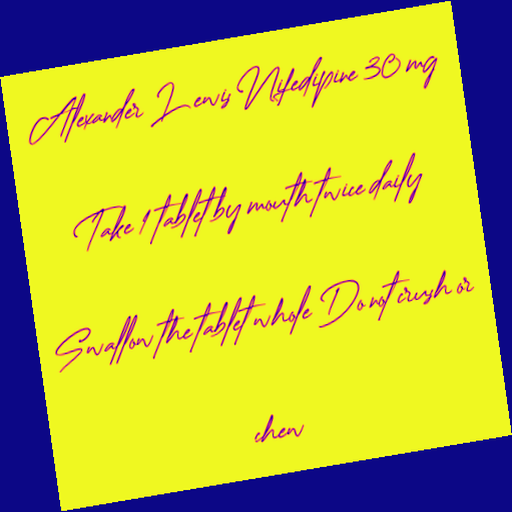 Alexander Lewis Nifedipine 30 mg
Take 1 tablet by mouth twice daily
Swallow the tablet whole Do not crush or
chew